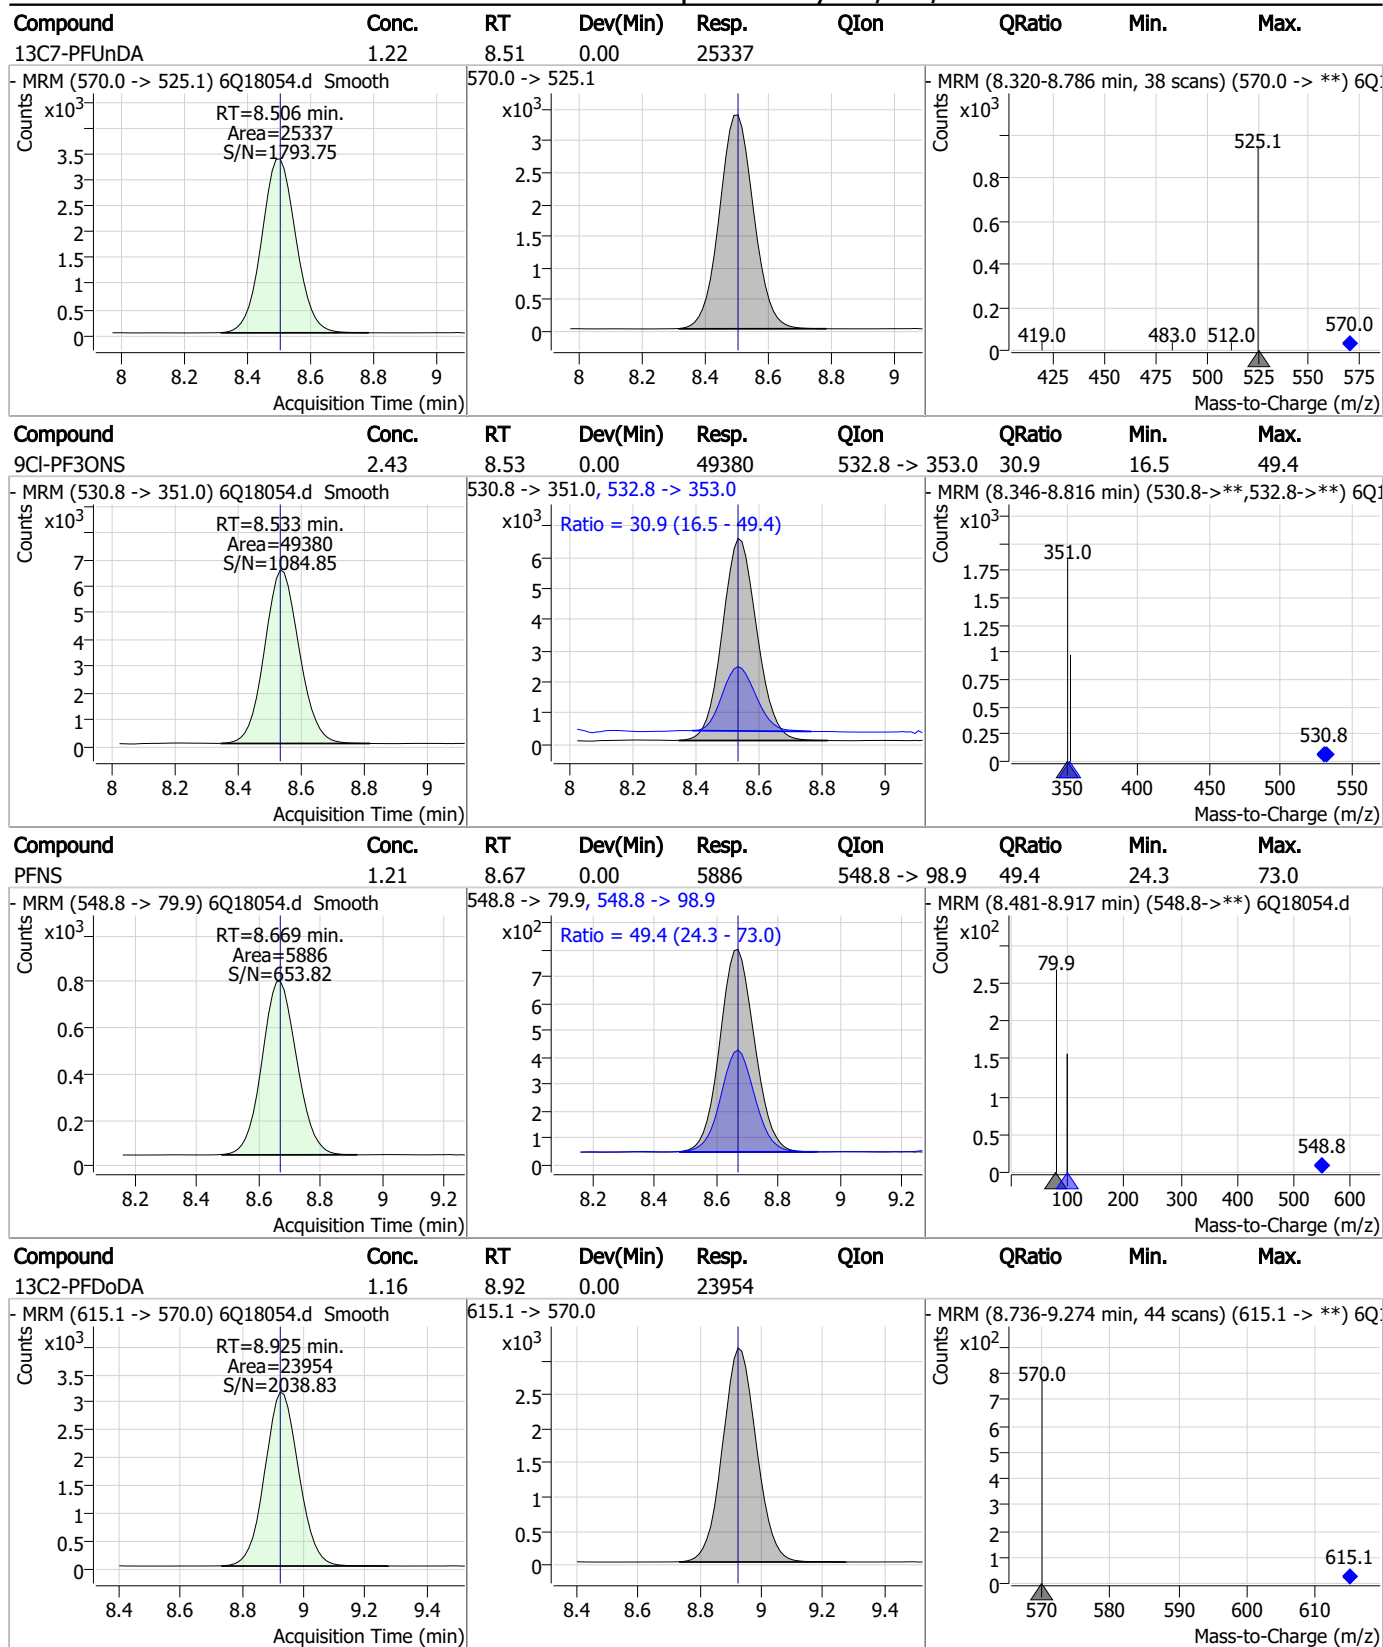 Compound Conc. RT Dev(Min) Resp. QIon QRatio Min. Max.
13C7-PFUnDA 1.22 8.51 0.00 25337
- MRM (570.0 -> 525.1) 6Q18054.d Smooth
570.0 -> 525.1
- MRM (8.320-8.786 min, 38 scans) (570.0 -> **) 6Q1
Counts
x10³
RT=8.506 min.
Area=25337
S/N=1793.75
3.5
3
2.5
2
1.5
1
0.5
0
8 8.2 8.4 8.6 8.8 9
Acquisition Time (min)
x10³
3
2.5
2
1.5
1
0.5
0
8 8.2 8.4 8.6 8.8 9
Counts
x10³
525.1
0.8
0.6
0.4
0.2
0
419.0 483.0 512.0 570.0
425 450 475 500 525 550 575
Mass-to-Charge (m/z)
Compound Conc. RT Dev(Min) Resp. QIon QRatio Min. Max.
9Cl-PF3ONS 2.43 8.53 0.00 49380 532.8 -> 353.0 30.9 16.5 49.4
- MRM (530.8 -> 351.0) 6Q18054.d Smooth
530.8 -> 351.0, 532.8 -> 353.0
- MRM (8.346-8.816 min) (530.8->**,532.8->**) 6Q1
Counts
x10³
RT=8.533 min.
Area=49380
S/N=1084.85
7
6
5
4
3
2
1
0
8 8.2 8.4 8.6 8.8 9
Acquisition Time (min)
x10³
Ratio = 30.9 (16.5 - 49.4)
6
5
4
3
2
1
0
8 8.2 8.4 8.6 8.8 9
Counts
x10³
351.0
1.75
1.5
1.25
1
0.75
0.5
0.25
0
530.8
350 400 450 500 550
Mass-to-Charge (m/z)
Compound Conc. RT Dev(Min) Resp. QIon QRatio Min. Max.
PFNS 1.21 8.67 0.00 5886 548.8 -> 98.9 49.4 24.3 73.0
- MRM (548.8 -> 79.9) 6Q18054.d Smooth
548.8 -> 79.9, 548.8 -> 98.9
- MRM (8.481-8.917 min) (548.8->**) 6Q18054.d
Counts
x10³
RT=8.669 min.
Area=5886
S/N=653.82
0.8
0.6
0.4
0.2
0
8.2 8.4 8.6 8.8 9 9.2
Acquisition Time (min)
x10²
Ratio = 49.4 (24.3 - 73.0)
7
6
5
4
3
2
1
0
8.2 8.4 8.6 8.8 9 9.2
Counts
x10²
79.9
2.5
2
1.5
1
0.5
0
548.8
100 200 300 400 500 600
Mass-to-Charge (m/z)
Compound Conc. RT Dev(Min) Resp. QIon QRatio Min. Max.
13C2-PFDoDA 1.16 8.92 0.00 23954
- MRM (615.1 -> 570.0) 6Q18054.d Smooth
615.1 -> 570.0
- MRM (8.736-9.274 min, 44 scans) (615.1 -> **) 6Q1
Counts
x10³
RT=8.925 min.
Area=23954
S/N=2038.83
3.5
3
2.5
2
1.5
1
0.5
0
8.4 8.6 8.8 9 9.2 9.4
Acquisition Time (min)
x10³
3
2.5
2
1.5
1
0.5
0
8.4 8.6 8.8 9 9.2 9.4
Counts
x10²
570.0
8
7
6
5
4
3
2
1
0
615.1
570 580 590 600 610
Mass-to-Charge (m/z)